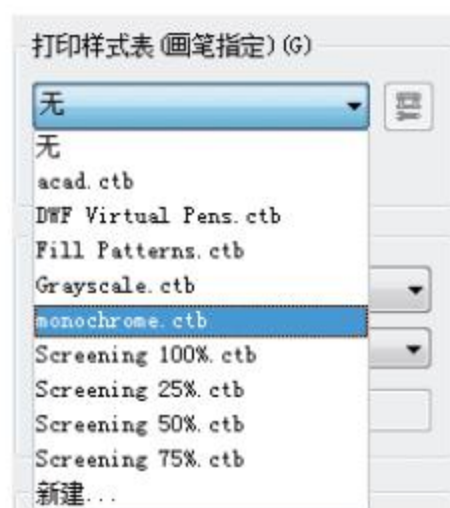 打印样式表(画笔指定)(G)
无
无
acad.ctb
DWF Virtual Pens.ctb
Fill Patterns.ctb
Grayscale.ctb
monochrome.ctb
Screening 100%.ctb
Screening 25%.ctb
Screening 50%.ctb
Screening 75%.ctb
新建...